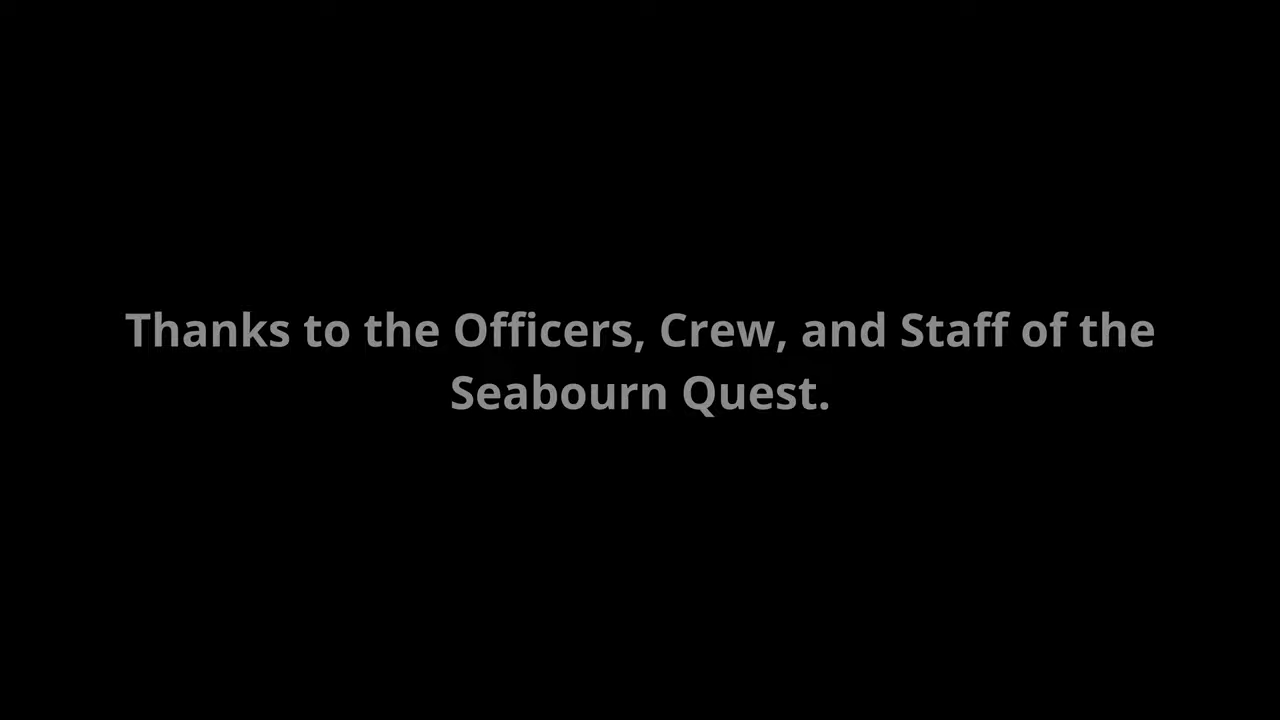 Thanks to the Officers, Crew, and Staff of the
Seabourn Quest.